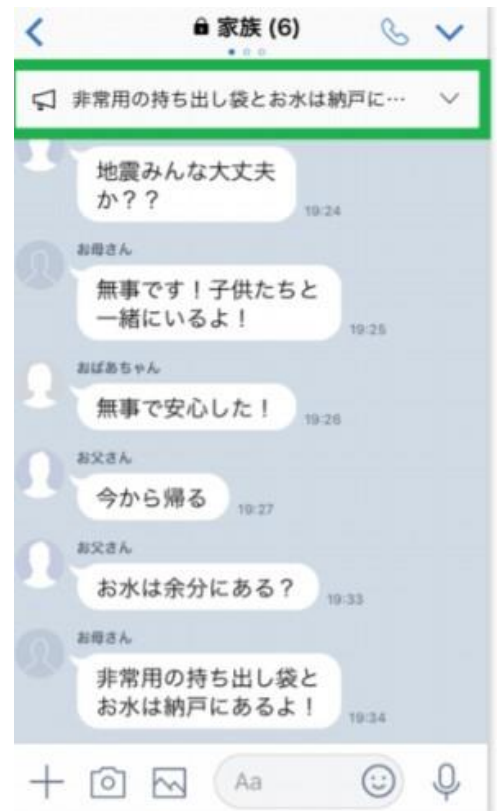 家族 (6)
非常用の持ち出し袋とお水は納戸に…
地震みんな大丈夫
か？？
19:24
お母さん
無事です！子供たちと
一緒にいるよ！
19:25
おばあちゃん
無事で安心した！
19:26
お父さん
今から帰る
19:27
お父さん
お水は余分にある？
19:33
お母さん
非常用の持ち出し袋と
お水は納戸にあるよ！
19:34
Aa